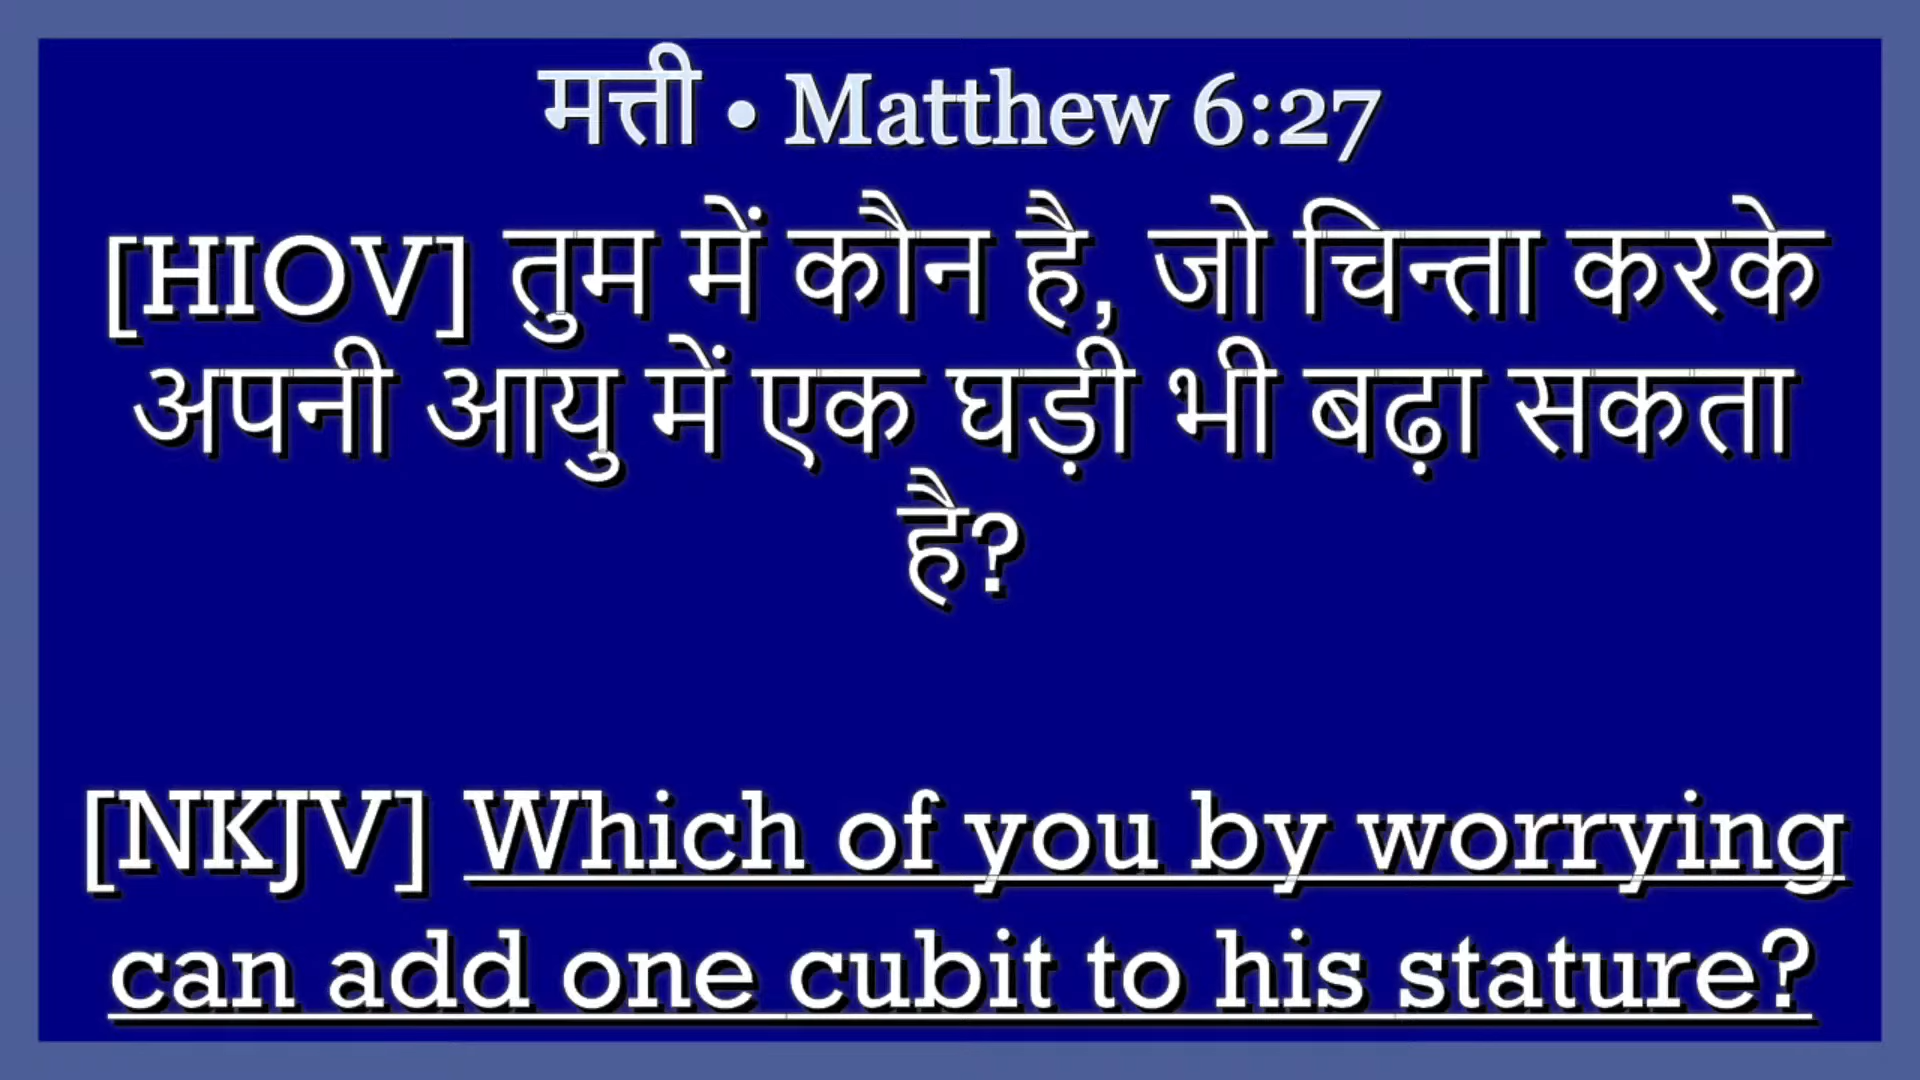 मत्ती • Matthew 6:27
[HIOV] तुम में कौन है, जो चिन्ता करके
अपनी आयु में एक घड़ी भी बढ़ा सकता
है?
[NKJV] Which of you by worrying
can add one cubit to his stature?